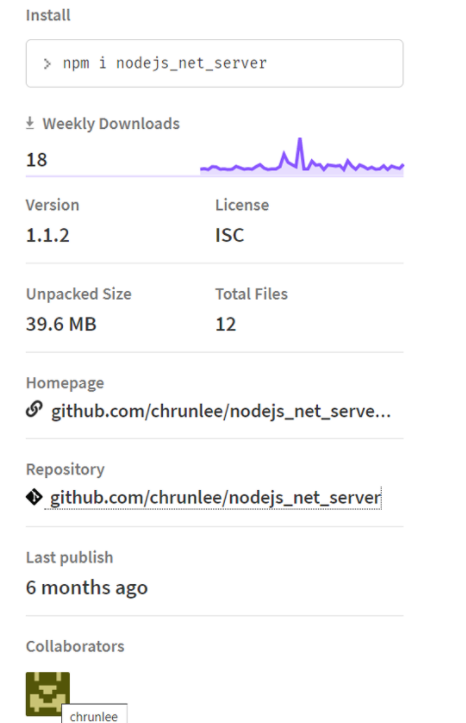 Install
> npm i nodejs_net_server
Weekly Downloads
18
Version License
1.1.2 ISC
Unpacked Size Total Files
39.6 MB 12
Homepage
github.com/chrunlee/nodejs_net_serve...
Repository
github.com/chrunlee/nodejs_net_server
Last publish
6 months ago
Collaborators
chrunlee